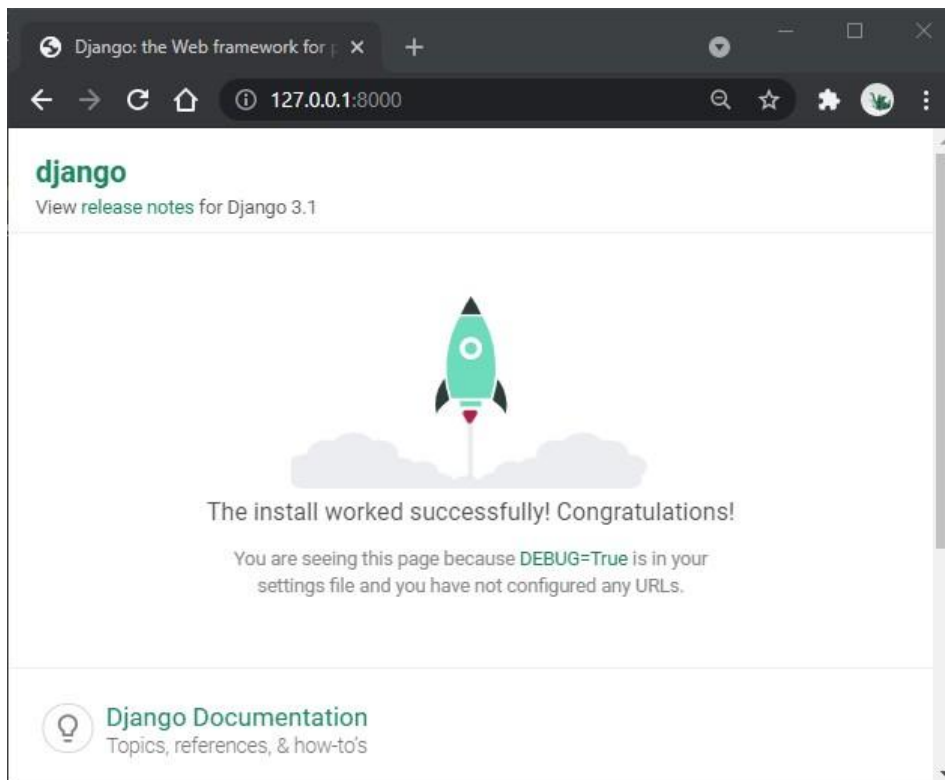 Django: the Web framework for p
127.0.0.1:8000
django
View release notes for Django 3.1
The install worked successfully! Congratulations!
You are seeing this page because DEBUG=True is in your
settings file and you have not configured any URLs.
Django Documentation
Topics, references, & how-to's